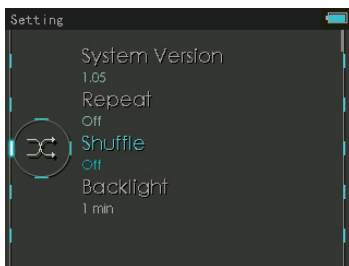 Setting
System Version
1.05
Repeat
Off
Shuffle
Off
Backlight
1 min